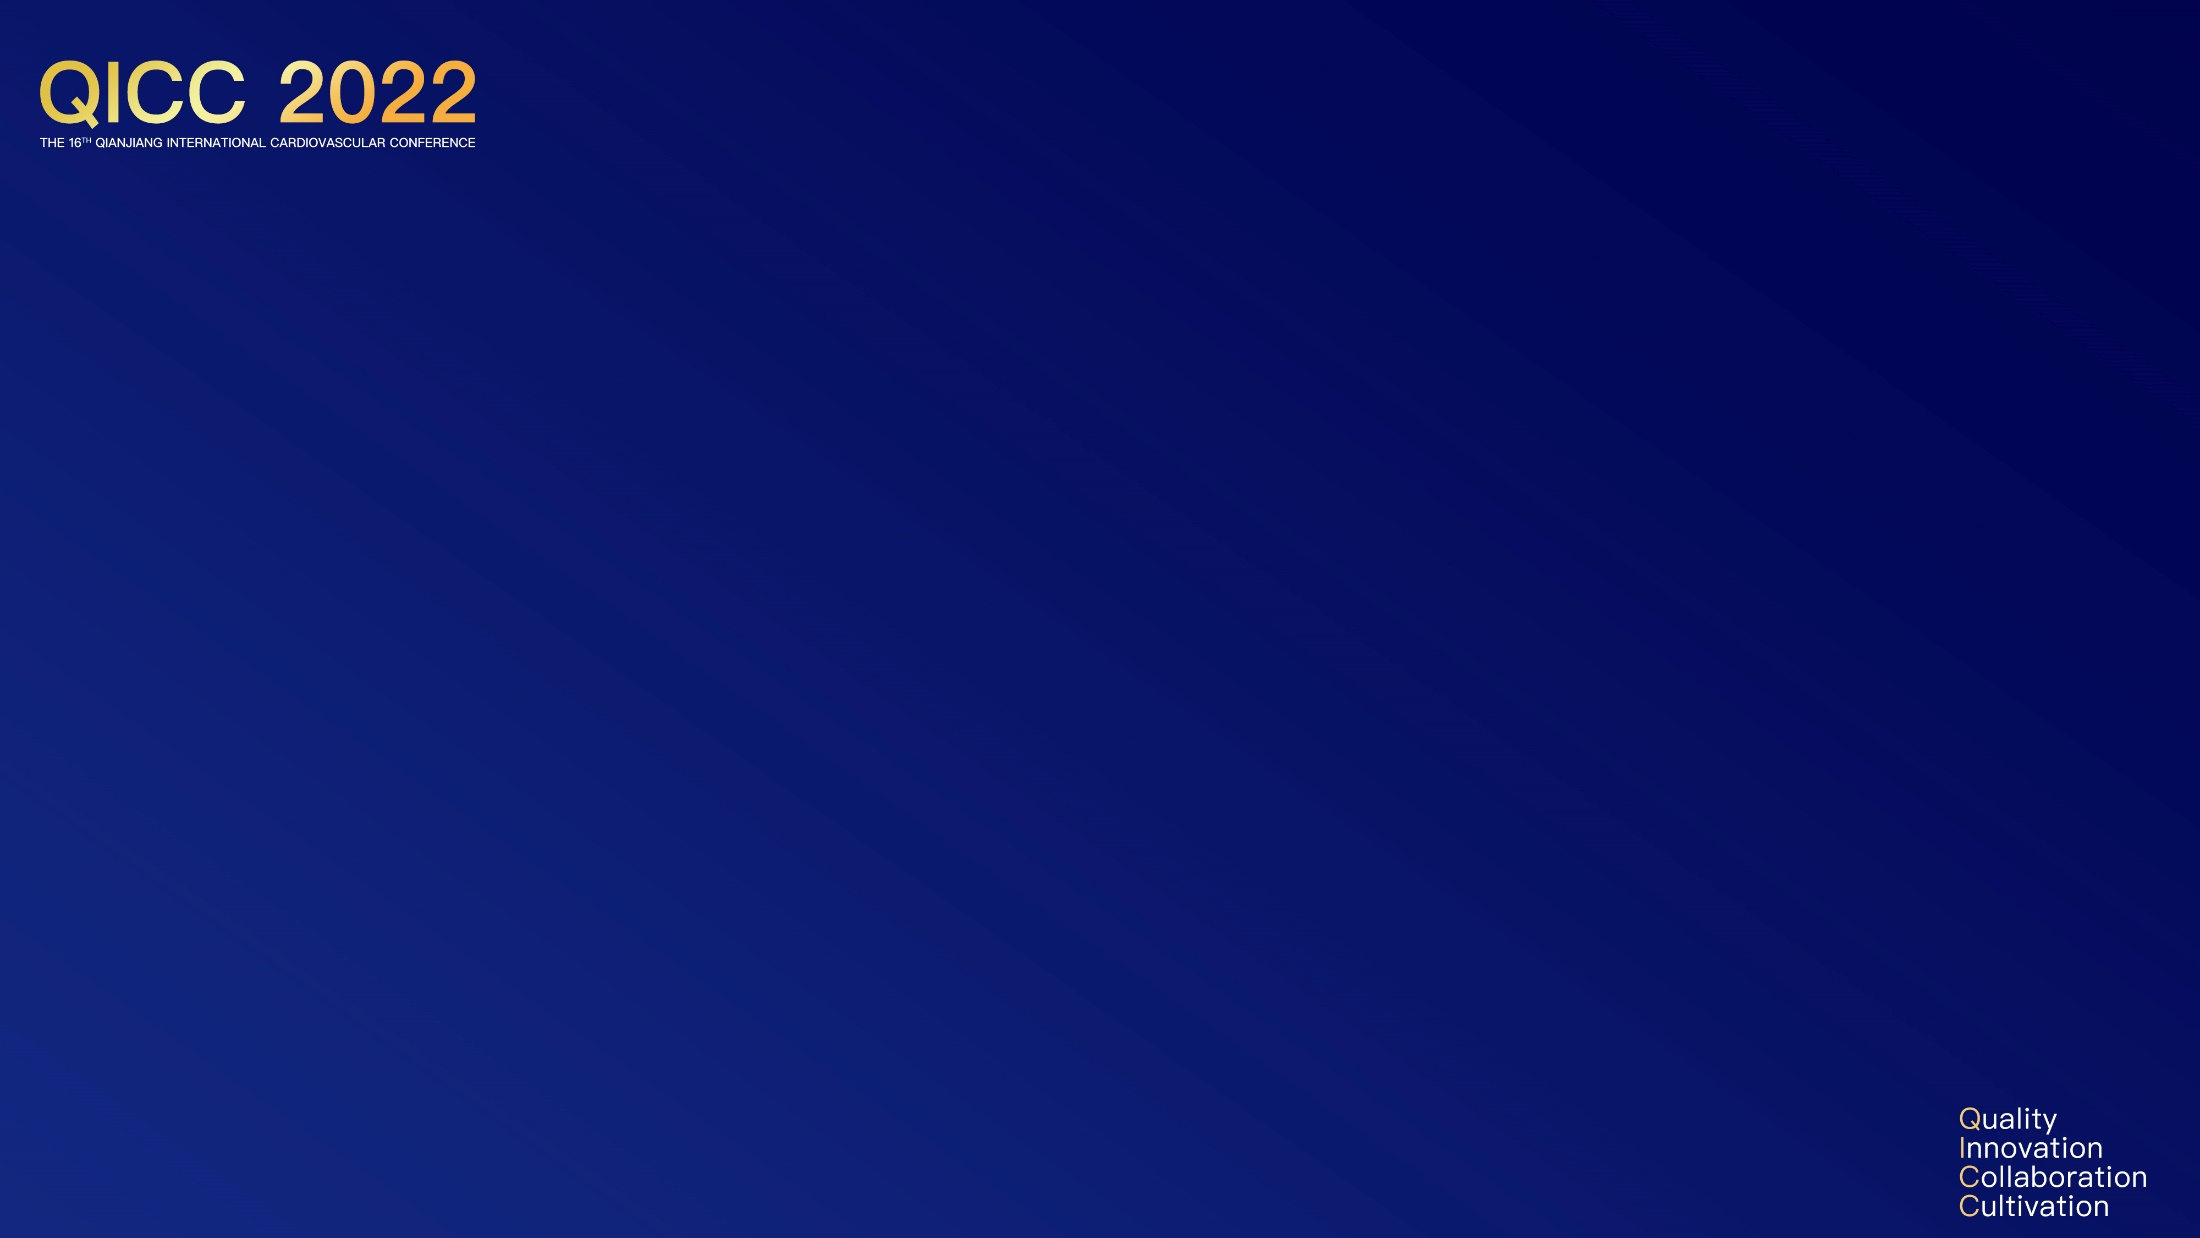 QICC 2022
THE 16TH QIANJIANG INTERNATIONAL CARDIOVASCULAR CONFERENCE
Quality
Innovation
Collaboration
Cultivation